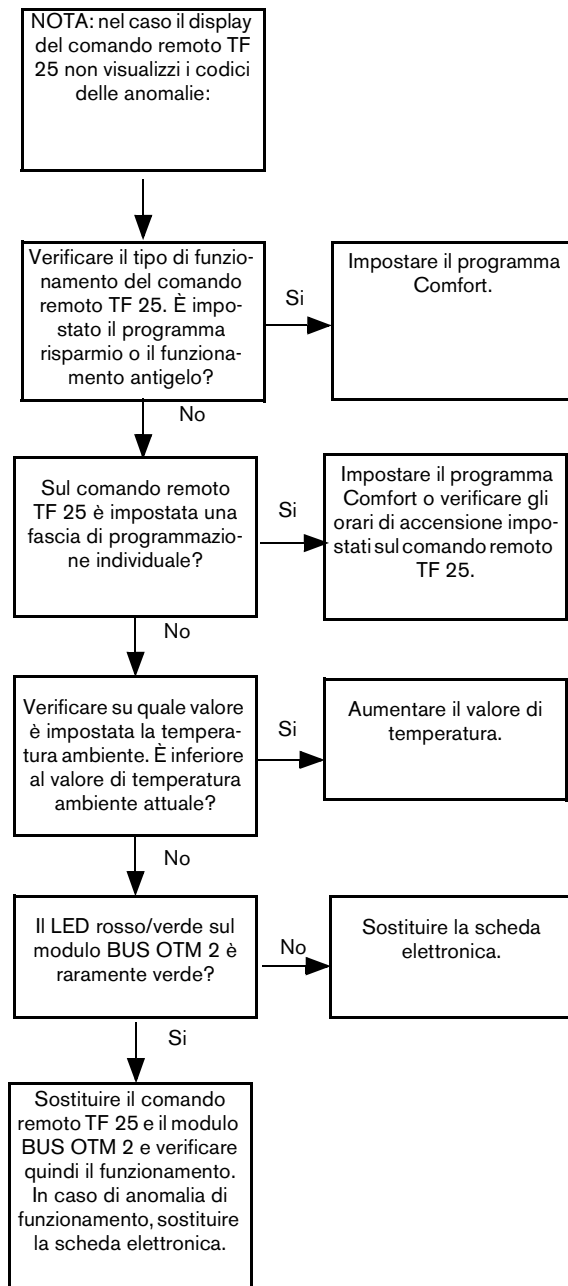 NOTA: nel caso il display
del comando remoto TF
25 non visualizzi i codici
delle anomalie:
Verificare il tipo di funzio-
namento del comando
remoto TF 25. È impo-
stato il programma
risparmio o il funziona-
mento antigelo?
Si
Impostare il programma
Comfort.
No
Sul comando remoto
TF 25 è impostata una
fascia di programmazio-
ne individuale?
Si
Impostare il programma
Comfort o verificare gli
orari di accensione impo-
stati sul comando remoto
TF 25.
No
Verificare su quale valore
è impostata la tempera-
tura ambiente. È inferiore
al valore di temperatura
ambiente attuale?
Si
Aumentare il valore di
temperatura.
No
Il LED rosso/verde sul
modulo BUS OTM 2 è
raramente verde?
No
Sostituire la scheda
elettronica.
Si
Sostituire il comando
remoto TF 25 e il modulo
BUS OTM 2 e verificare
quindi il funzionamento.
In caso di anomalia di
funzionamento, sostituire
la scheda elettronica.